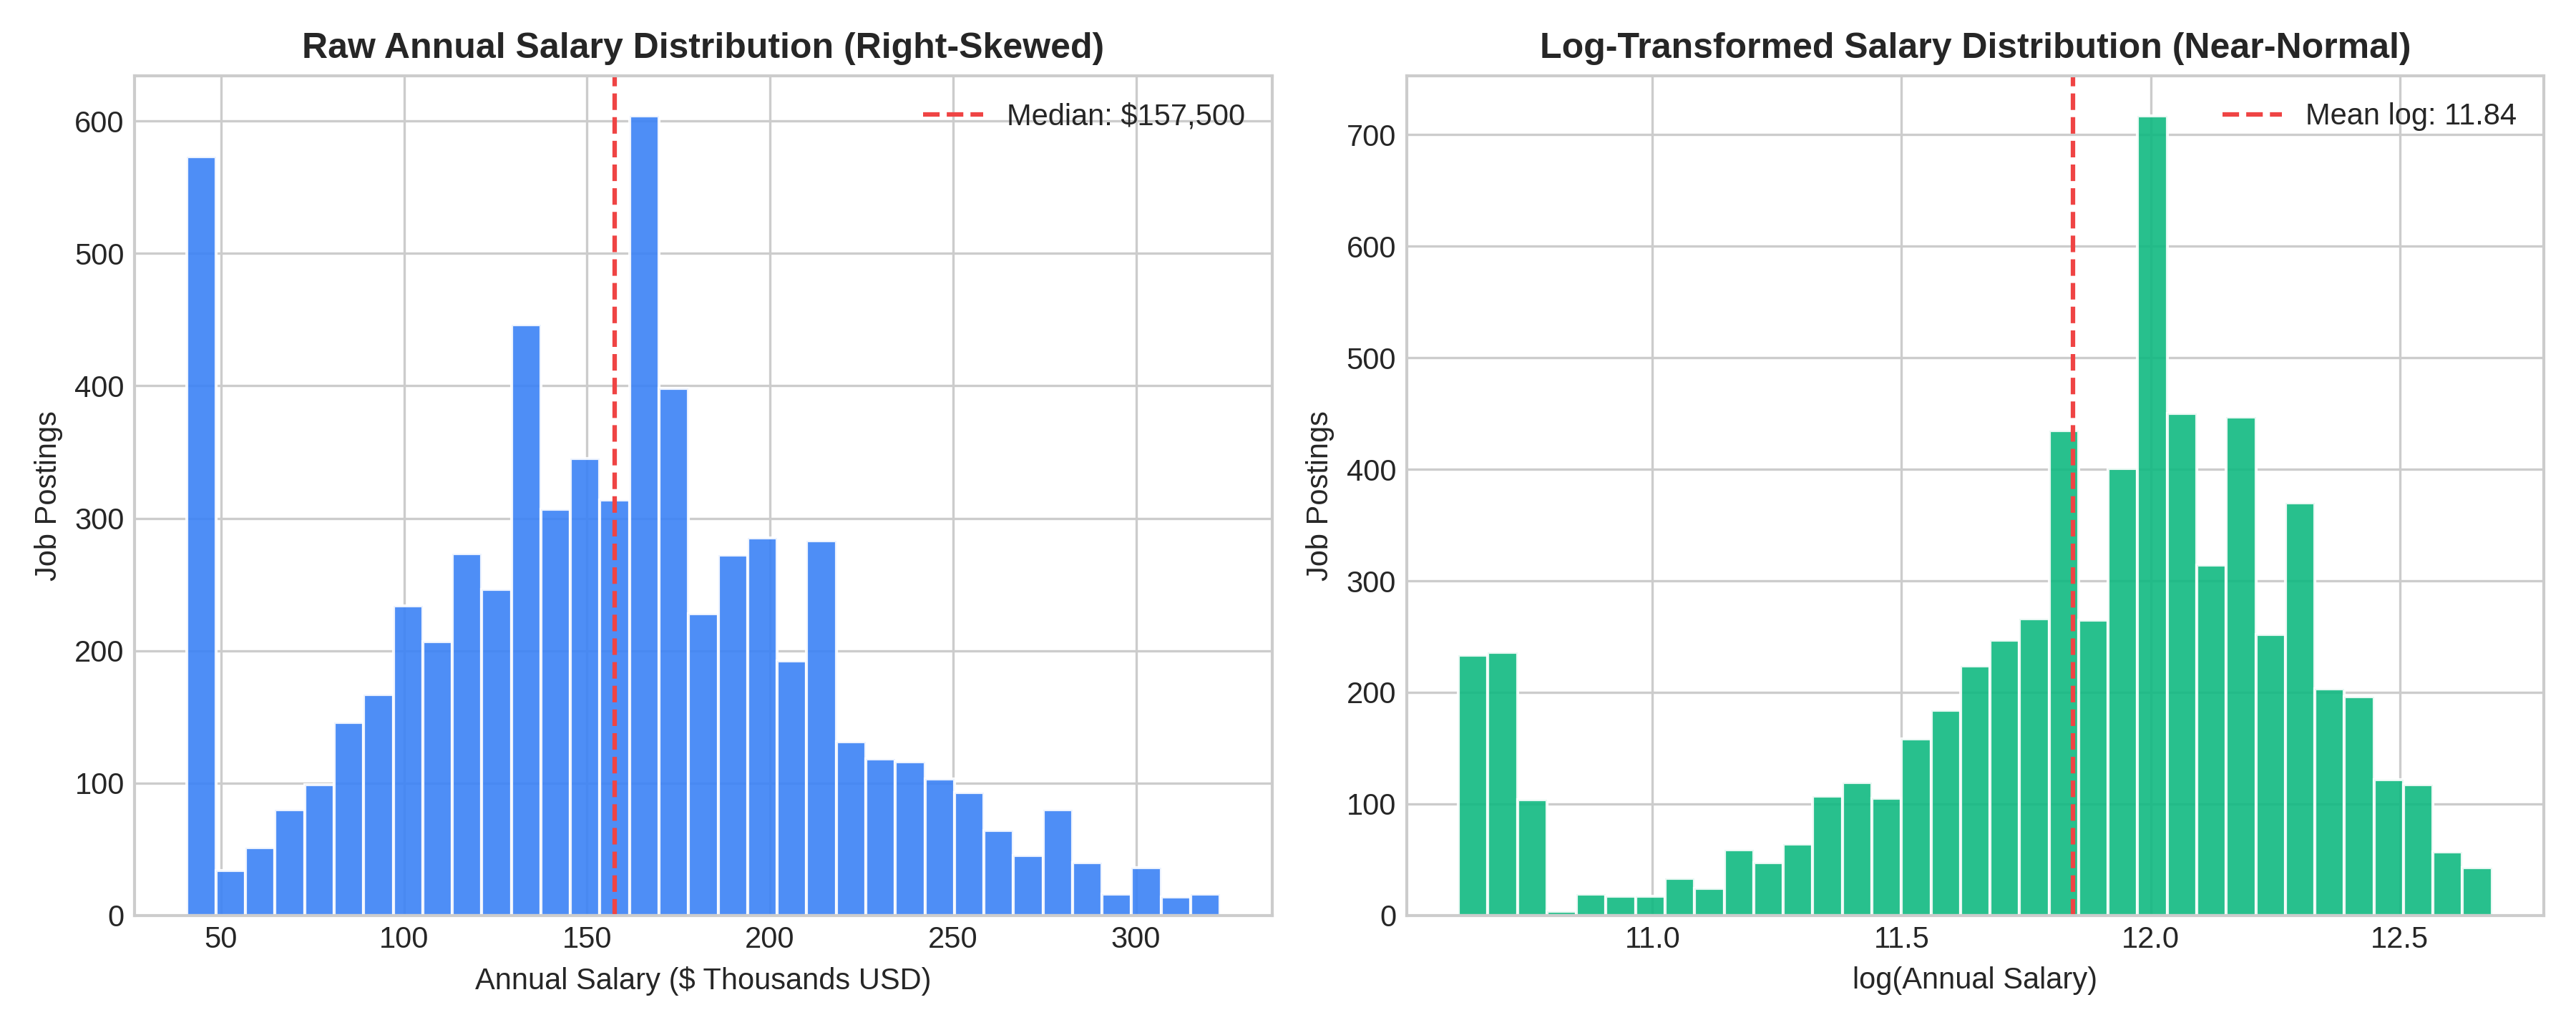 Raw Annual Salary Distribution (Right-Skewed)
Median: $157,500
600
500
400
300
200
100
0
Job Postings
50 100 150 200 250 300
Annual Salary ($ Thousands USD)
Log-Transformed Salary Distribution (Near-Normal)
Mean log: 11.84
700
600
500
400
300
200
100
0
Job Postings
11.0 11.5 12.0 12.5
log(Annual Salary)